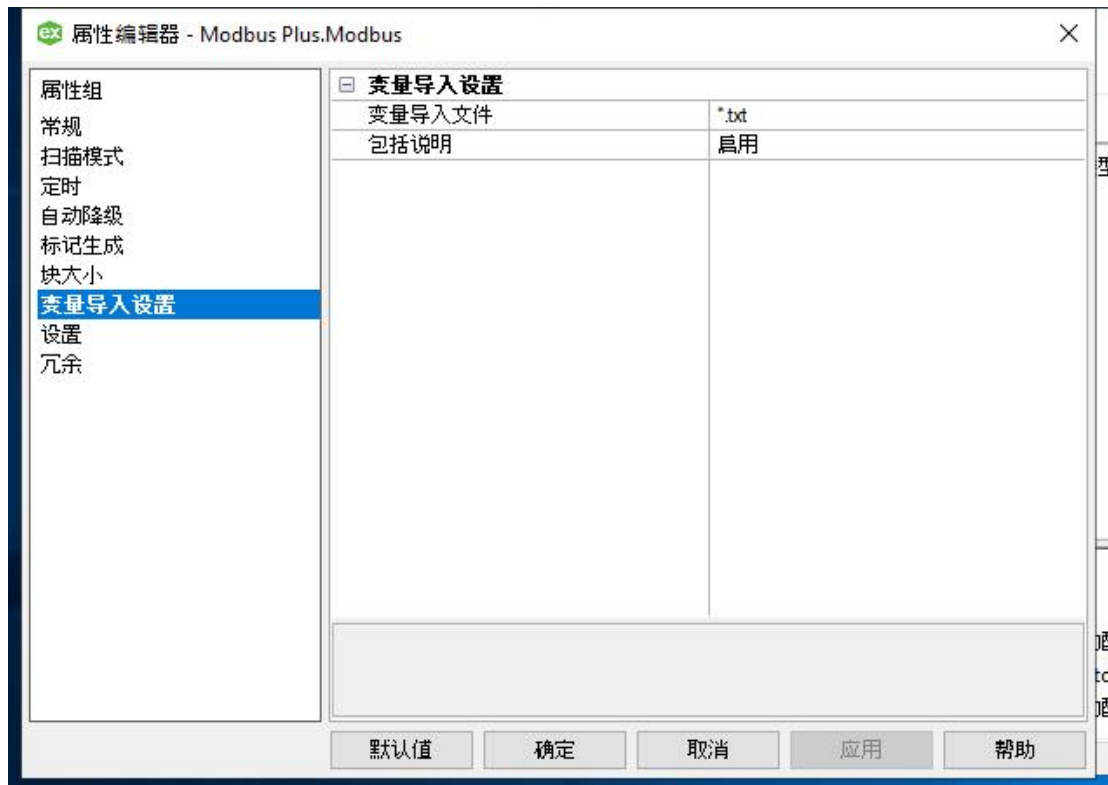 属性编辑器 - Modbus Plus.Modbus
属性组
常规
扫描模式
定时
自动降级
标记生成
块大小
变量导入设置
设置
冗余
变量导入设置
变量导入文件 *.txt
包括说明 启用
默认值 确定 取消 应用 帮助